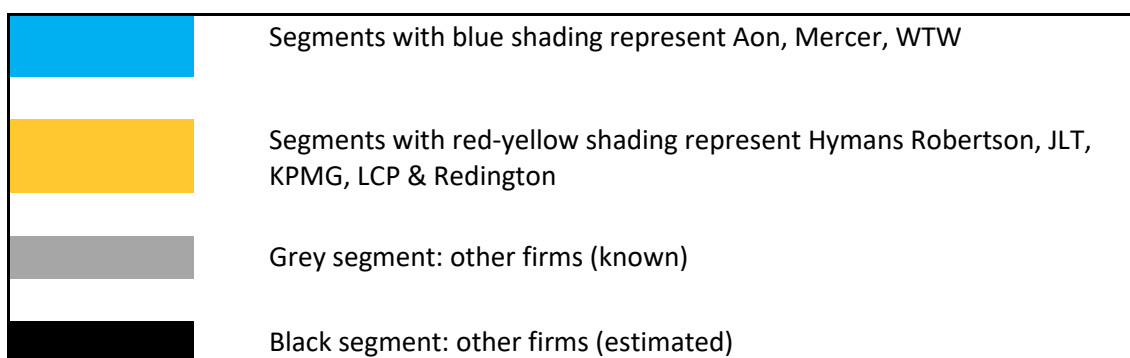 Segments with blue shading represent Aon, Mercer, WTW
Segments with red-yellow shading represent Hymans Robertson, JLT,
KPMG, LCP & Redington
Grey segment: other firms (known)
Black segment: other firms (estimated)